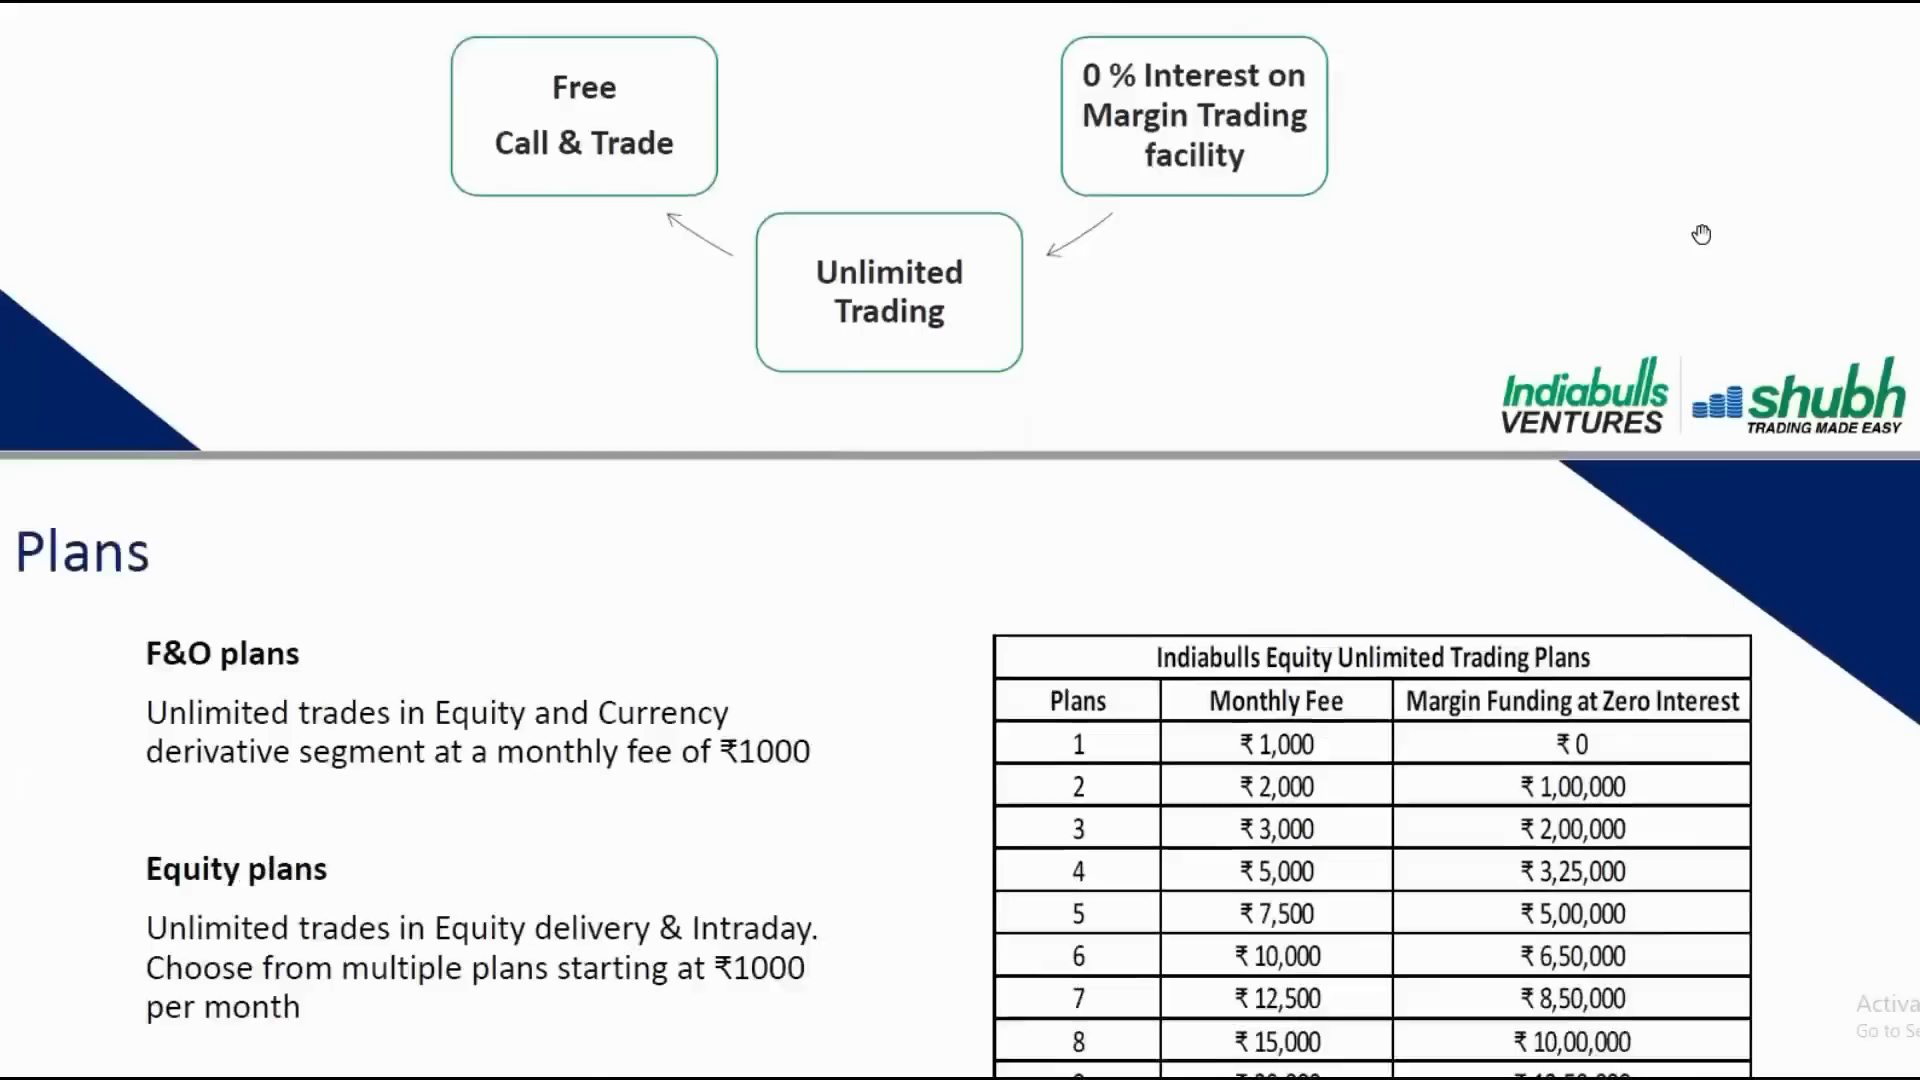 Free
Call & Trade
0 % Interest on
Margin Trading
facility
Unlimited
Trading
Indiabulls
VENTURES
shubh
TRADING MADE EASY
Plans
F&O plans
Unlimited trades in Equity and Currency
derivative segment at a monthly fee of ₹1000
Equity plans
Unlimited trades in Equity delivery & Intraday.
Choose from multiple plans starting at ₹1000
per month
Indiabulls Equity Unlimited Trading Plans
Plans Monthly Fee Margin Funding at Zero Interest
1 ₹ 1,000 ₹ 0
2 ₹ 2,000 ₹ 1,00,000
3 ₹ 3,000 ₹ 2,00,000
4 ₹ 5,000 ₹ 3,25,000
5 ₹ 7,500 ₹ 5,00,000
6 ₹ 10,000 ₹ 6,50,000
7 ₹ 12,500 ₹ 8,50,000
8 ₹ 15,000 ₹ 10,00,000
Activa
Go to Se